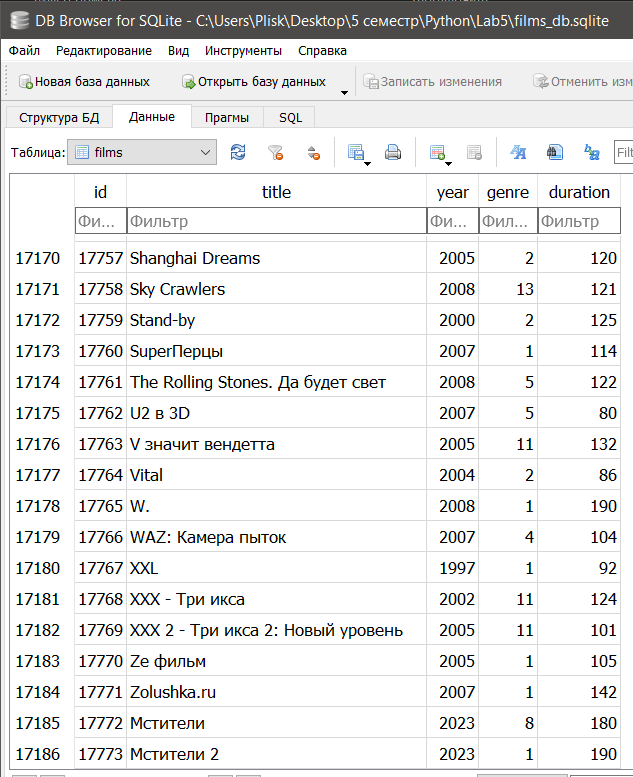 DB Browser for SQLite - C:\Users\Plisk\Desktop\5 семестр\Python\Lab5\films_db.sqlite
Файл Редактирование Вид Инструменты Справка
Новая база данных Открыть базу данных Записать изменения Отменить изм
Структура БД Данные Прагмы SQL
Таблица: films Filt
id title year genre duration
Фи... Фильтр Фи... Фил... Фильтр
17170 17757 Shanghai Dreams 2005 2 120
17171 17758 Sky Crawlers 2008 13 121
17172 17759 Stand-by 2000 2 125
17173 17760 SuperПерцы 2007 1 114
17174 17761 The Rolling Stones. Да будет свет 2008 5 122
17175 17762 U2 в 3D 2007 5 80
17176 17763 V значит вендетта 2005 11 132
17177 17764 Vital 2004 2 86
17178 17765 W. 2008 1 190
17179 17766 WAZ: Камера пыток 2007 4 104
17180 17767 XXL 1997 1 92
17181 17768 XXX - Три икса 2002 11 124
17182 17769 XXX 2 - Три икса 2: Новый уровень 2005 11 101
17183 17770 Ze фильм 2005 1 105
17184 17771 Zolushka.ru 2007 1 142
17185 17772 Мстители 2023 8 180
17186 17773 Мстители 2 2023 1 190